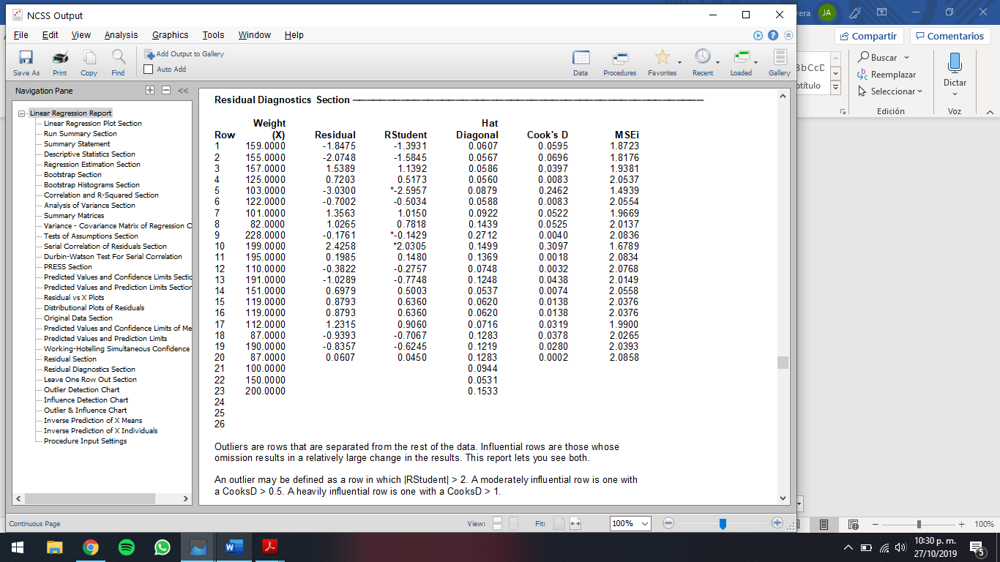 NCSS Output
rera JA
File Edit View Analysis Graphics Tools Window Help
Compartir Comentarios
Save As Print Copy Find Add Output to Gallery Auto Add Data Procedures Favorites Recent Loaded Gallery
BbCcD
Buscar
Reemplazar
Seleccionar
Edición
Dictar
Voz
Navigation Pane
Linear Regression Report
Linear Regression Plot Section
Run Summary Section
Summary Statement
Descriptive Statistics Section
Regression Estimation Section
Bootstrap Section
Bootstrap Histograms Section
Correlation and R-Squared Section
Analysis of Variance Section
Summary Matrices
Variance - Covariance Matrix of Regression C
Tests of Assumptions Section
Serial Correlation of Residuals Section
Durbin-Watson Test For Serial Correlation
PRESS Section
Predicted Values and Confidence Limits Sectio
Predicted Values and Prediction Limits Section
Residual vs X Plots
Distributional Plots of Residuals
Original Data Section
Predicted Values and Confidence Limits of Me
Predicted Values and Prediction Limits
Working-Hotelling Simultaneous Confidence
Residual Section
Residual Diagnostics Section
Leave One Row Out Section
Outlier Detection Chart
Influence Detection Chart
Outlier & Influence Chart
Inverse Prediction of X Means
Inverse Prediction of X Individuals
Procedure Input Settings
Residual Diagnostics Section
Weight Hat
Row (X) Residual RStudent Diagonal Cook's D MSEi
1 159.0000 -1.8475 -1.3931 0.0607 0.0595 1.8723
2 155.0000 -2.0748 -1.5845 0.0567 0.0696 1.8176
3 157.0000 1.5389 1.1392 0.0586 0.0397 1.9381
4 125.0000 0.7203 0.5173 0.0560 0.0083 2.0537
5 103.0000 -3.0300 *-2.5957 0.0879 0.2462 1.4939
6 122.0000 -0.7002 -0.5034 0.0588 0.0083 2.0554
7 101.0000 1.3563 1.0150 0.0922 0.0522 1.9669
8 82.0000 1.0265 0.7818 0.1439 0.0525 2.0137
9 228.0000 -0.1761 *-0.1429 0.2712 0.0040 2.0836
10 199.0000 2.4258 *2.0305 0.1499 0.3097 1.6789
11 195.0000 0.1985 0.1480 0.1369 0.0018 2.0834
12 110.0000 -0.3822 -0.2757 0.0748 0.0032 2.0768
13 191.0000 -1.0289 -0.7748 0.1248 0.0438 2.0149
14 151.0000 0.6979 0.5003 0.0537 0.0074 2.0558
15 119.0000 0.8793 0.6360 0.0620 0.0138 2.0376
16 119.0000 0.8793 0.6360 0.0620 0.0138 2.0376
17 112.0000 1.2315 0.9060 0.0716 0.0319 1.9900
18 87.0000 -0.9393 -0.7067 0.1283 0.0378 2.0265
19 190.0000 -0.8357 -0.6245 0.1219 0.0280 2.0393
20 87.0000 0.0607 0.0450 0.1283 0.0002 2.0858
21 100.0000 0.0944
22 150.0000 0.0531
23 200.0000 0.1533
24
25
26
Outliers are rows that are separated from the rest of the data. Influential rows are those whose
omission results in a relatively large change in the results. This report lets you see both.
An outlier may be defined as a row in which |RStudent| > 2. A moderately influential row is one with
a CooksD > 0.5. A heavily influential row is one with a CooksD > 1.
Continuous Page View: Fit: 100%
100%
10:30 p. m.
27/10/2019
5